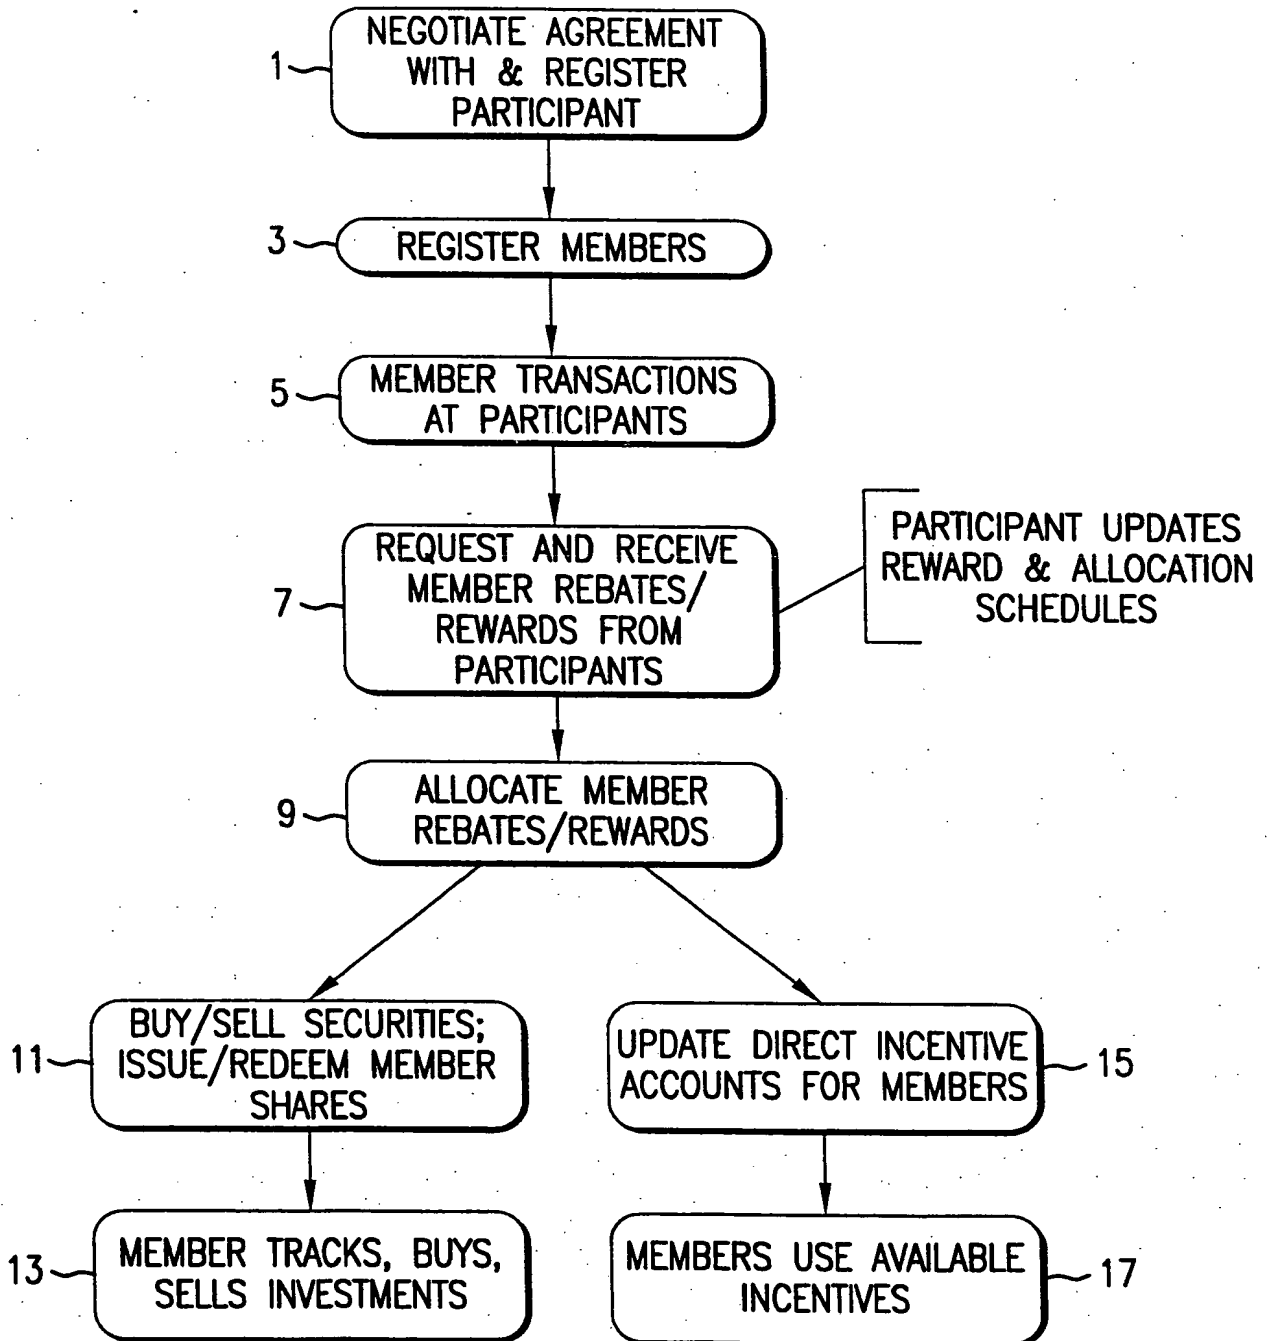 NEGOTIATE AGREEMENT
WITH & REGISTER
PARTICIPANT
1
REGISTER MEMBERS
3
MEMBER TRANSACTIONS
AT PARTICIPANTS
5
REQUEST AND RECEIVE
MEMBER REBATES/
REWARDS FROM
PARTICIPANTS
7
PARTICIPANT UPDATES
REWARD & ALLOCATION
SCHEDULES
ALLOCATE MEMBER
REBATES/REWARDS
9
BUY/SELL SECURITIES;
ISSUE/REDEEM MEMBER
SHARES
11
UPDATE DIRECT INCENTIVE
ACCOUNTS FOR MEMBERS
15
MEMBER TRACKS, BUYS,
SELLS INVESTMENTS
13
MEMBERS USE AVAILABLE
INCENTIVES
17